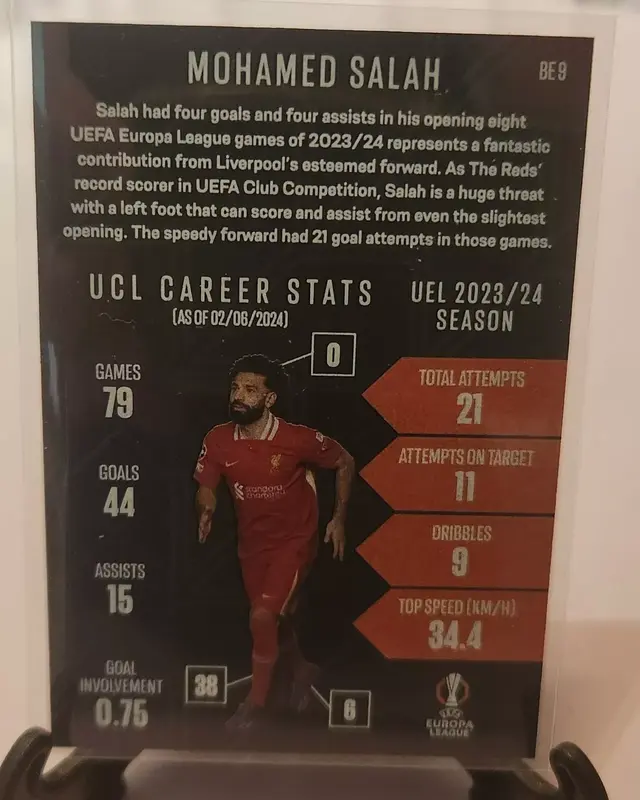 MOHAMED SALAH
BE 9
Salah had four goals and four assists in his opening eight
UEFA Europa League games of 2023/24 represents a fantastic
contribution from Liverpool's esteemed forward. As The Reds'
record scorer in UEFA Club Competition, Salah is a huge threat
with a left foot that can score and assist from even the slightest
opening. The speedy forward had 21 goal attempts in those games.
UCL CAREER STATS
(AS OF 02/06/2024)
GAMES
79
GOALS
44
ASSISTS
15
GOAL
INVOLVEMENT
0.75
0
38
6
standard
chartered
UEL 2023/24
SEASON
TOTAL ATTEMPTS
21
ATTEMPTS ON TARGET
11
DRIBBLES
9
TOP SPEED (KM/H)
34.4
UEFA
EUROPA
LEAGUE